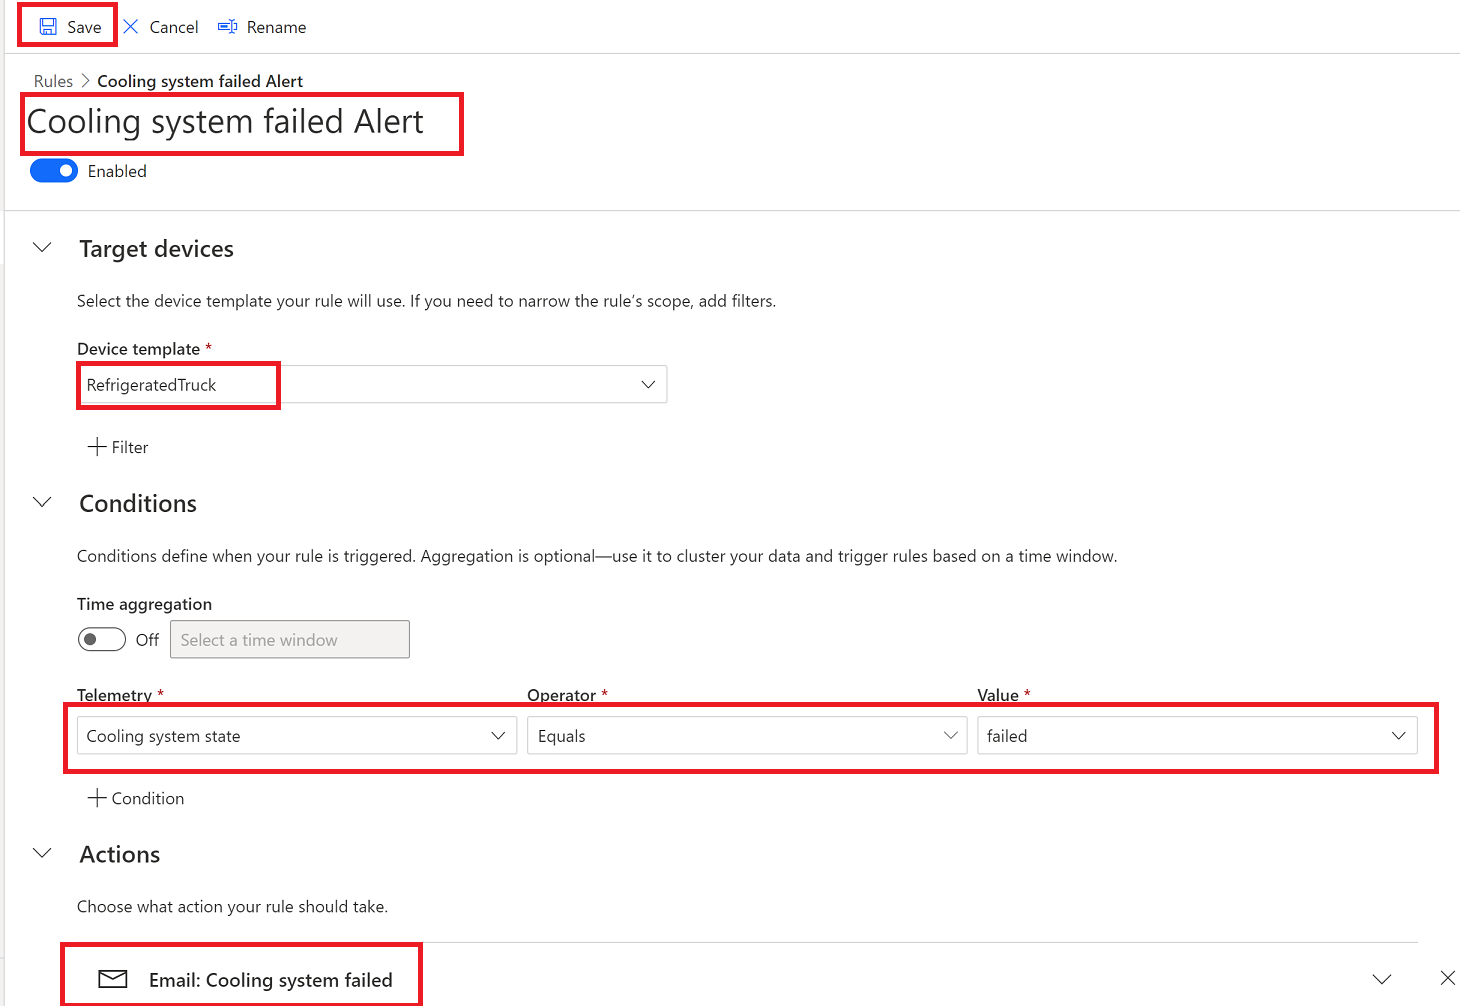 Save Cancel Rename
Rules > Cooling system failed Alert
Cooling system failed Alert
Enabled
Target devices
Select the device template your rule will use. If you need to narrow the rule's scope, add filters.
Device template *
RefrigeratedTruck
Filter
Conditions
Conditions define when your rule is triggered. Aggregation is optional—use it to cluster your data and trigger rules based on a time window.
Time aggregation
Off Select a time window
Telemetry * Operator * Value *
Cooling system state Equals failed
Condition
Actions
Choose what action your rule should take.
Email: Cooling system failed